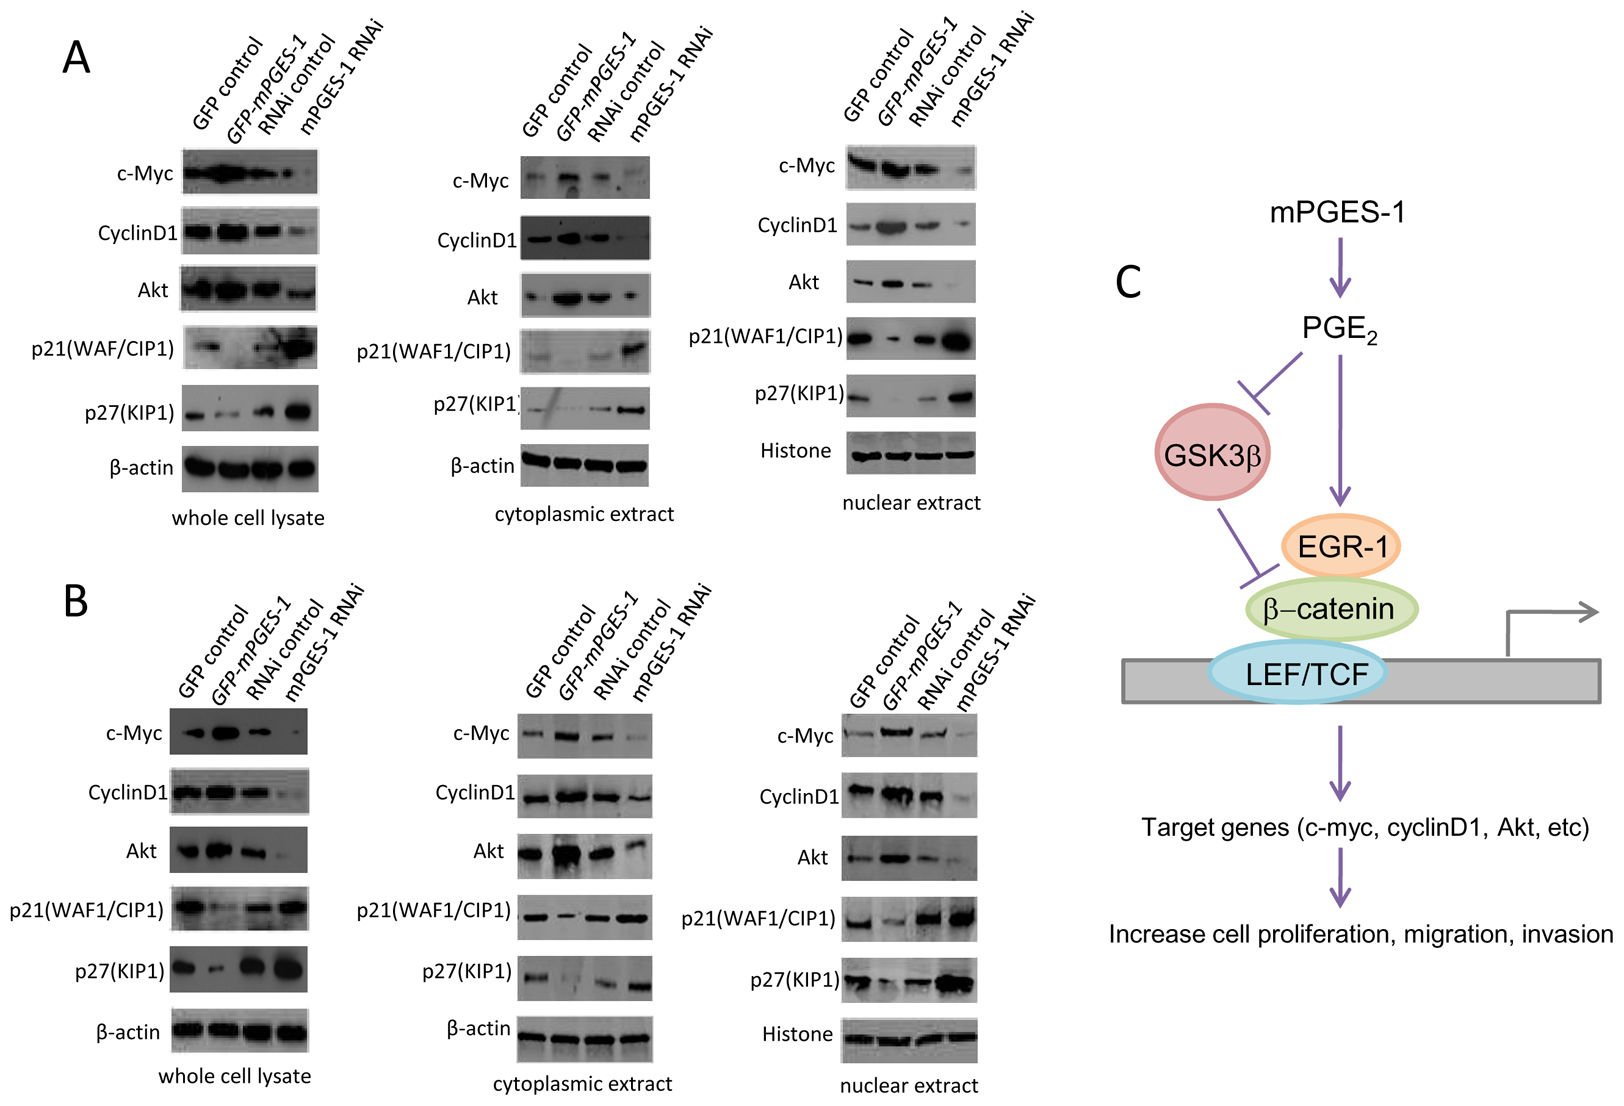 A
GFP control
GFP-mPGES-1
RNAi control
mPGES-1 RNAi
c-Myc
CyclinD1
Akt
p21(WAF/CIP1)
p27(KIP1)
β-actin
whole cell lysate
GFP control
GFP-mPGES-1
RNAi control
mPGES-1 RNAi
c-Myc
CyclinD1
Akt
p21(WAF1/CIP1)
p27(KIP1)
β-actin
cytoplasmic extract
GFP control
GFP-mPGES-1
RNAi control
mPGES-1 RNAi
c-Myc
CyclinD1
Akt
p21(WAF1/CIP1)
p27(KIP1)
Histone
nuclear extract
B
GFP control
GFP-mPGES-1
RNAi control
mPGES-1 RNAi
c-Myc
CyclinD1
Akt
p21(WAF1/CIP1)
p27(KIP1)
β-actin
whole cell lysate
GFP control
GFP-mPGES-1
RNAi control
mPGES-1 RNAi
c-Myc
CyclinD1
Akt
p21(WAF1/CIP1)
p27(KIP1)
β-actin
cytoplasmic extract
GFP control
GFP-mPGES-1
RNAi control
mPGES-1 RNAi
c-Myc
CyclinD1
Akt
p21(WAF1/CIP1)
p27(KIP1)
Histone
nuclear extract
C
mPGES-1
PGE2
GSK3β
EGR-1
β–catenin
LEF/TCF
Target genes (c-myc, cyclinD1, Akt, etc)
Increase cell proliferation, migration, invasion